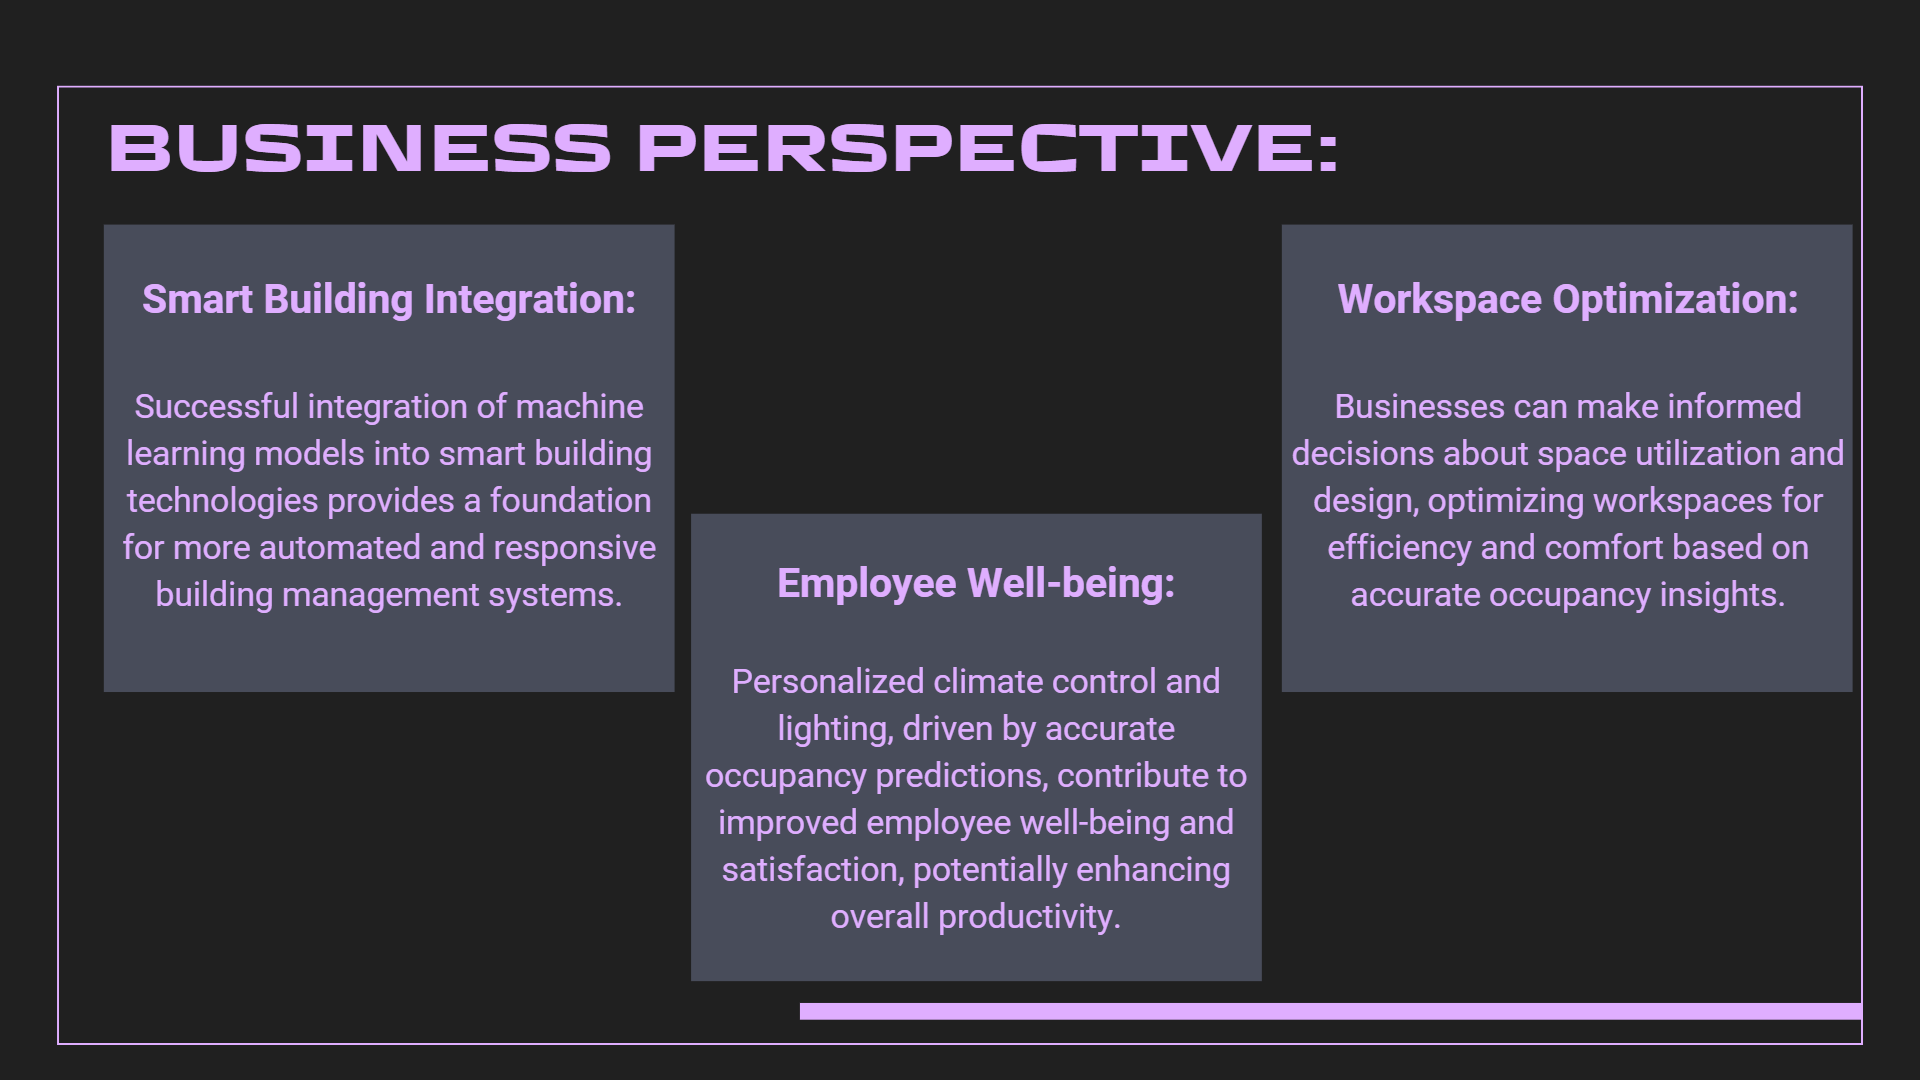 BUSINESS PERSPECTIVE:
Smart Building Integration:
Successful integration of machine
learning models into smart building
technologies provides a foundation
for more automated and responsive
building management systems.
Employee Well-being:
Personalized climate control and
lighting, driven by accurate
occupancy predictions, contribute to
improved employee well-being and
satisfaction, potentially enhancing
overall productivity.
Workspace Optimization:
Businesses can make informed
decisions about space utilization and
design, optimizing workspaces for
efficiency and comfort based on
accurate occupancy insights.